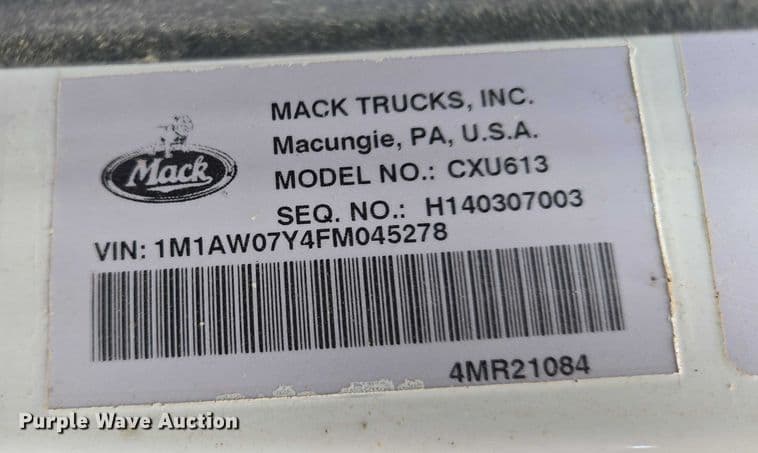 MACK TRUCKS, INC.
Macungie, PA, U.S.A.
Mack
MODEL NO.: CXU613
SEQ. NO.: H140307003
VIN: 1M1AW07Y4FM045278
4MR21084
Purple Wave Auction